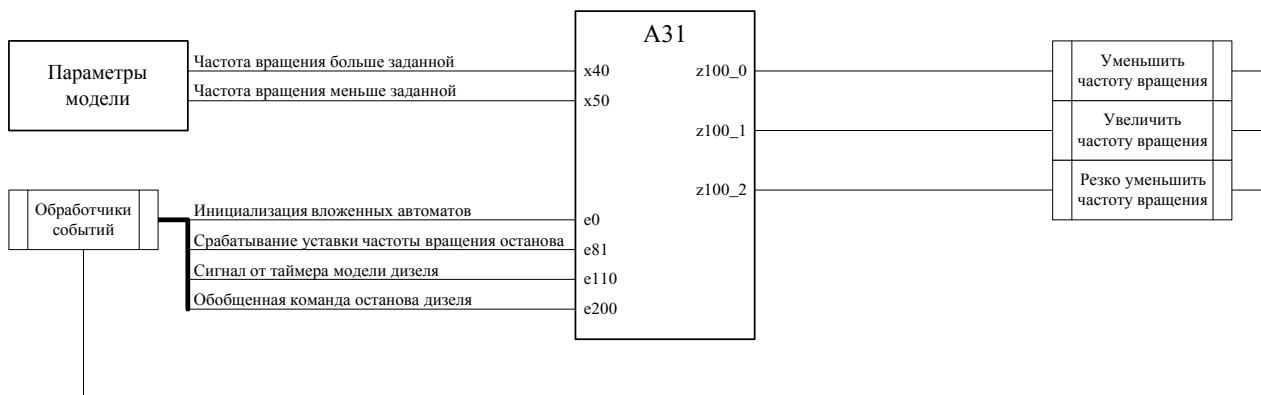 A31
Параметры
модели
Частота вращения больше заданной
x40
Частота вращения меньше заданной
x50
z100_0
Уменьшить
частоту вращения
z100_1
Увеличить
частоту вращения
z100_2
Резко уменьшить
частоту вращения
Обработчики
событий
Инициализация вложенных автоматов
e0
Срабатывание уставки частоты вращения останова
e81
Сигнал от таймера модели дизеля
e110
Обобщенная команда останова дизеля
e200